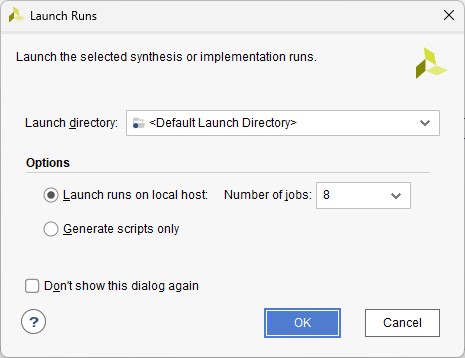 Launch Runs
Launch the selected synthesis or implementation runs.
Launch directory: <Default Launch Directory>
Options
Launch runs on local host: Number of jobs: 8
Generate scripts only
Don't show this dialog again
? OK Cancel